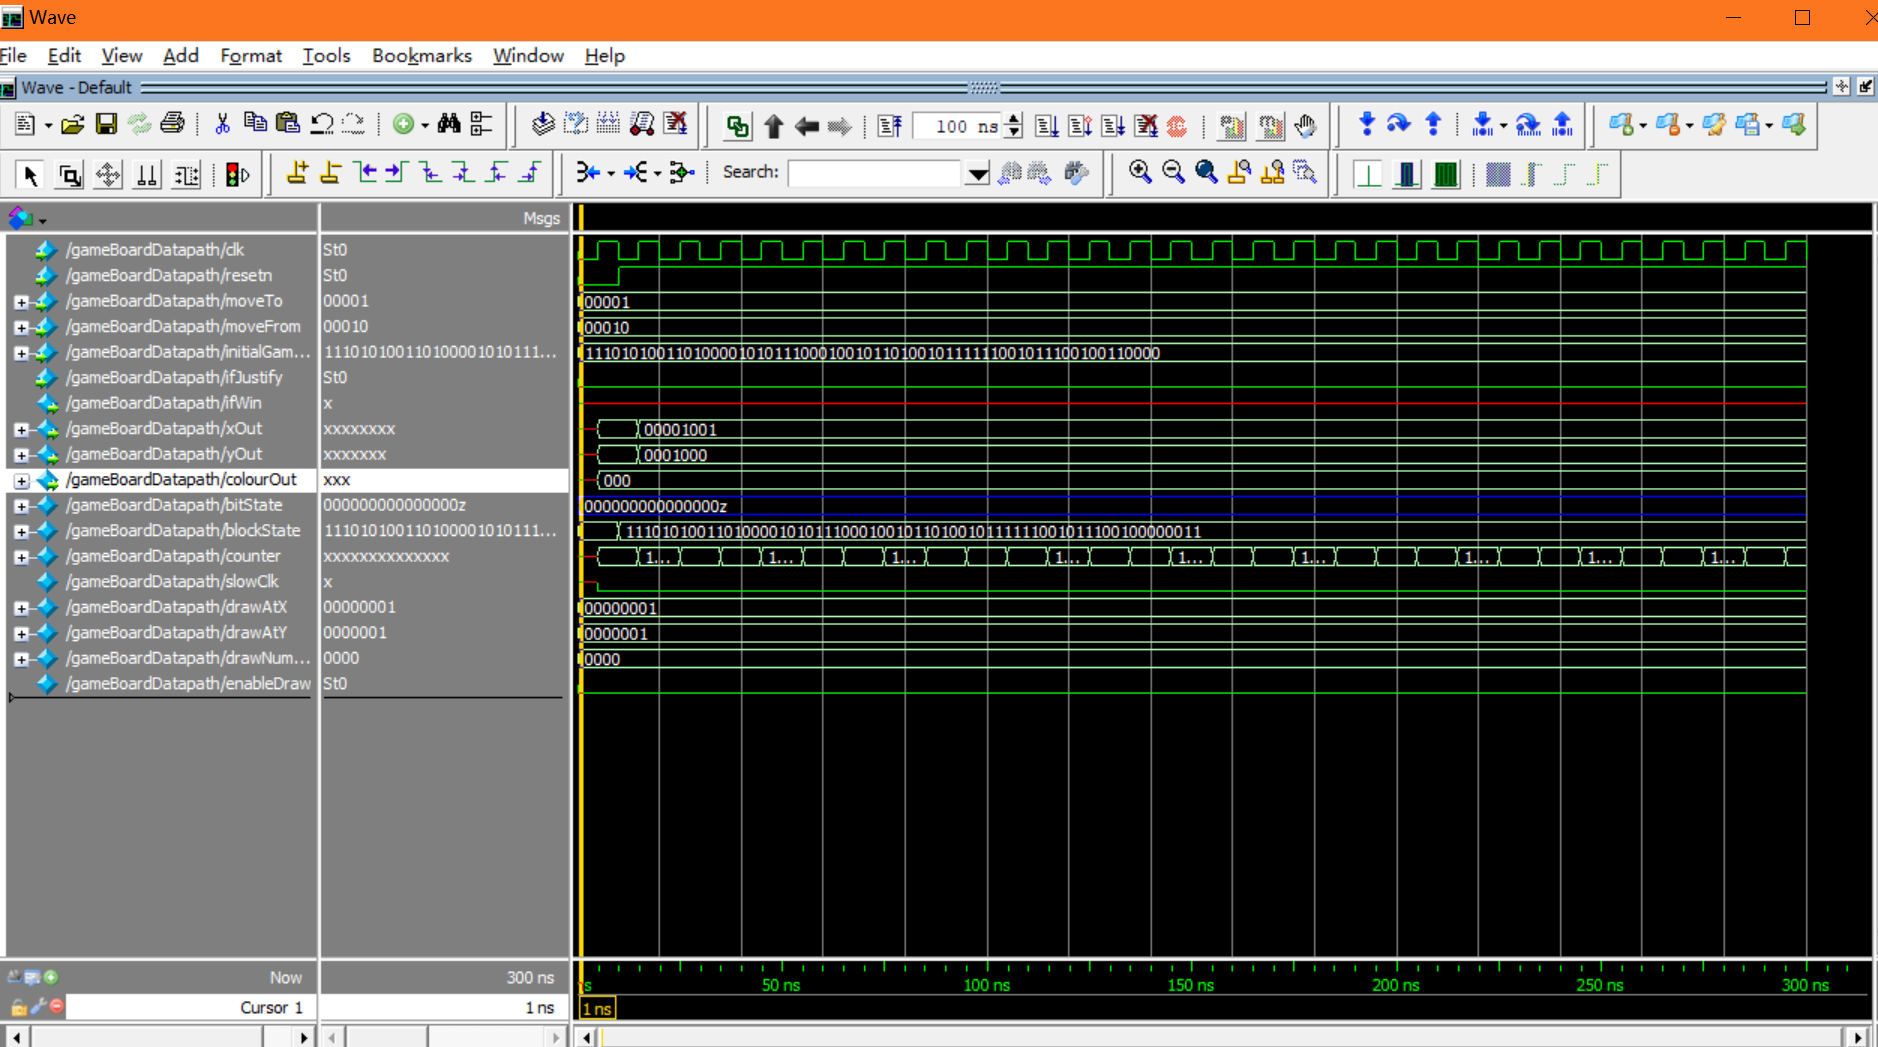 Wave
File Edit View Add Format Tools Bookmarks Window Help
Wave - Default
100 ns
Search:
Msgs
/gameBoardDatapath/clk St0
/gameBoardDatapath/resetn St0
/gameBoardDatapath/moveTo 00001 00001
/gameBoardDatapath/moveFrom 00010 00010
/gameBoardDatapath/initialGam... 111010100110100001010111... 1110101001101000010101110001001011010010111111001011100100110000
/gameBoardDatapath/ifJustify St0
/gameBoardDatapath/ifWin x
/gameBoardDatapath/xOut xxxxxxxx 00001001
/gameBoardDatapath/yOut xxxxxxx 0001000
/gameBoardDatapath/colourOut xxx 000
/gameBoardDatapath/bitState 000000000000000z 000000000000000z
/gameBoardDatapath/blockState 111010100110100001010111... 1110101001101000010101110001001011010010111111001011100100000011
/gameBoardDatapath/counter xxxxxxxxxxxxxx 1... 1... 1... 1... 1... 1... 1... 1... 1...
/gameBoardDatapath/slowClk x
/gameBoardDatapath/drawAtX 00000001 00000001
/gameBoardDatapath/drawAtY 0000001 0000001
/gameBoardDatapath/drawNum... 0000 0000
/gameBoardDatapath/enableDraw St0
Now 300 ns s 50 ns 100 ns 150 ns 200 ns 250 ns 300 ns
Cursor 1 1 ns 1 ns